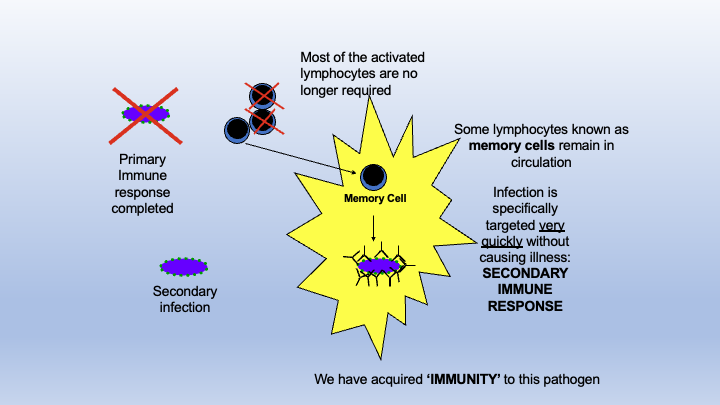 Most of the activated
lymphocytes are no
longer required
Primary
Immune
response
completed
Some lymphocytes known as
memory cells remain in
circulation
Memory Cell
Infection is
specifically
targeted very
quickly without
causing illness:
SECONDARY
IMMUNE
RESPONSE
Secondary
infection
We have acquired ‘IMMUNITY’ to this pathogen